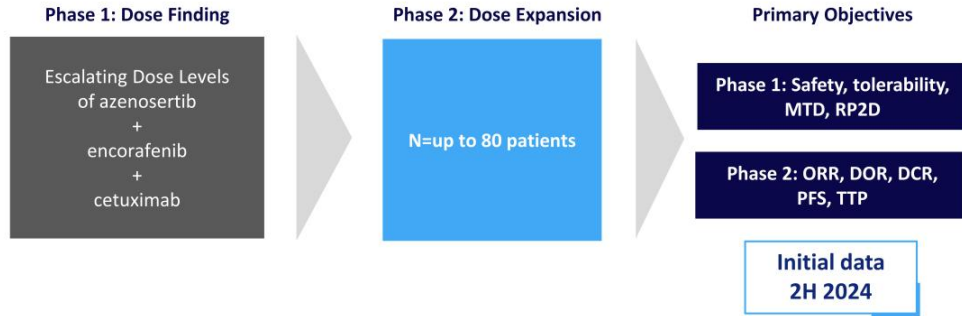 Phase 1: Dose Finding
Escalating Dose Levels
of azenosertib
+
encorafenib
+
cetuximab
Phase 2: Dose Expansion
N=up to 80 patients
Primary Objectives
Phase 1: Safety, tolerability,
MTD, RP2D
Phase 2: ORR, DOR, DCR,
PFS, TTP
Initial data
2H 2024